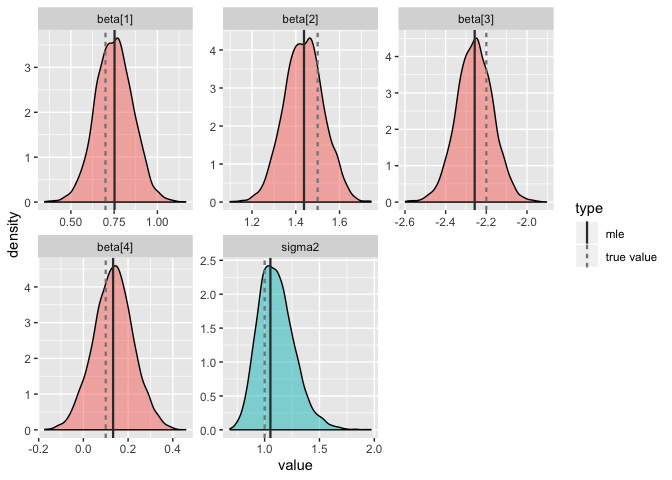 beta[1]
beta[2]
beta[3]
3
2
1
0
4
3
2
1
0
4
3
2
1
0
0.50 0.75 1.00
1.2 1.4 1.6
-2.6 -2.4 -2.2 -2.0
density
beta[4]
sigma2
4
3
2
1
0
2.5
2.0
1.5
1.0
0.5
0.0
-0.2 0.0 0.2 0.4
1.0 1.5 2.0
value
type
mle
true value